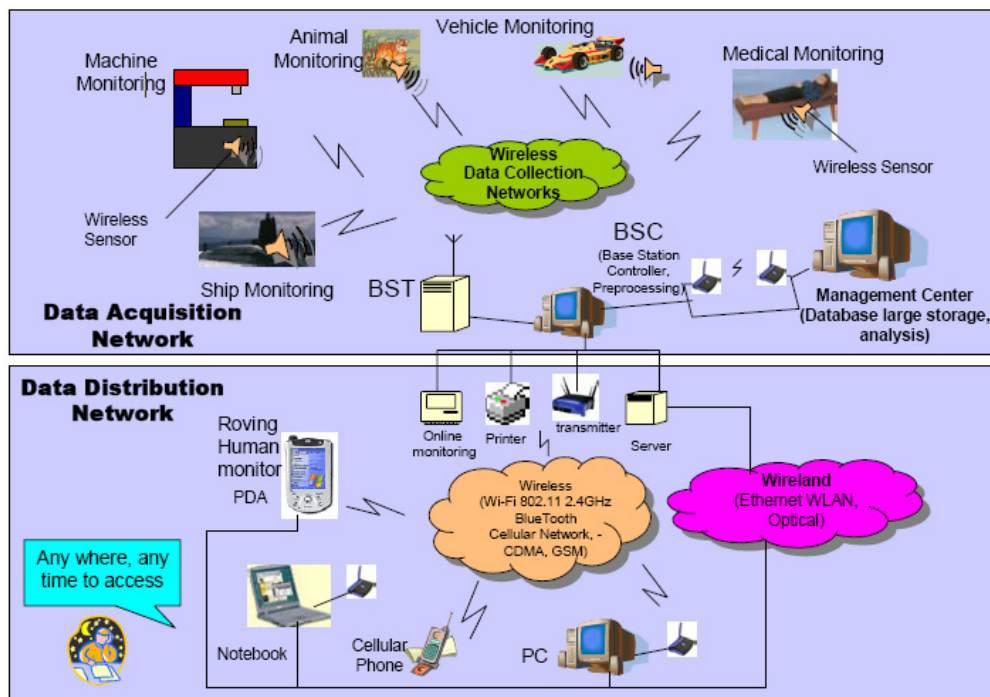 Machine
Monitoring
Animal
Monitoring
Vehicle Monitoring
Medical Monitoring
Wireless
Data Collection
Networks
Wireless Sensor
Wireless
Sensor
Ship Monitoring
BST
BSC
(Base Station
Controller,
Preprocessing)
Management Center
(Database large storage,
analysis)
Data Acquisition
Network
Data Distribution
Network
Online
monitoring
Printer
transmitter
Server
Roving
Human
monitor
PDA
Wireless
(Wi-Fi 802.11 2.4GHz
BlueTooth
Cellular Network, -
CDMA, GSM)
Wireland
(Ethernet WLAN,
Optical)
Any where, any
time to access
Notebook
Cellular
Phone
PC